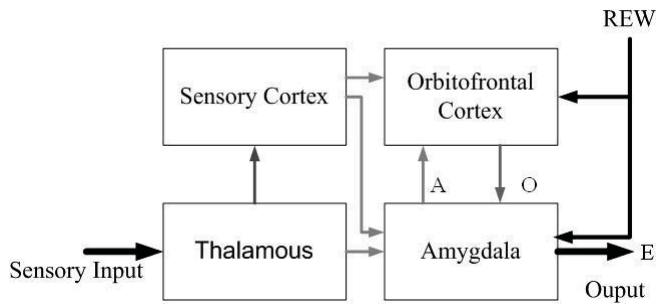 REW
Sensory Cortex
Orbitofrontal
Cortex
A
O
Thalamous
Amygdala
E
Sensory Input
Ouput